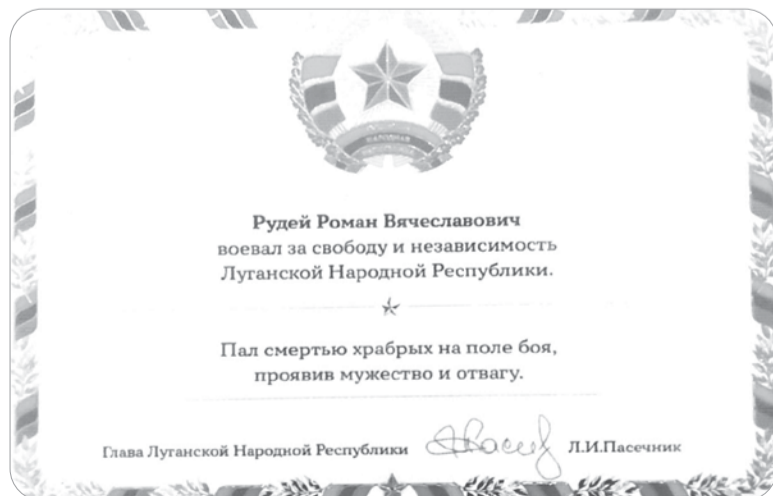 НАРОДНАЯ
Рудей Роман Вячеславович
воевал за свободу и независимость
Луганской Народной Республики.
Пал смертью храбрых на поле боя,
проявив мужество и отвагу.
Глава Луганской Народной Республики Л.И.Пасечник